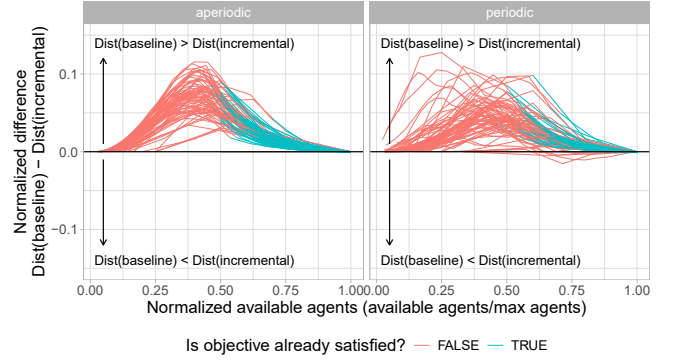 aperiodic
periodic
Dist(baseline) > Dist(incremental)
Dist(baseline) > Dist(incremental)
Normalized difference
Dist(baseline) − Dist(incremental)
0.1
0.0
−0.1
Dist(baseline) < Dist(incremental)
Dist(baseline) < Dist(incremental)
0.00 0.25 0.50 0.75 1.00 0.00 0.25 0.50 0.75 1.00
Normalized available agents (available agents/max agents)
Is objective already satisfied? FALSE TRUE